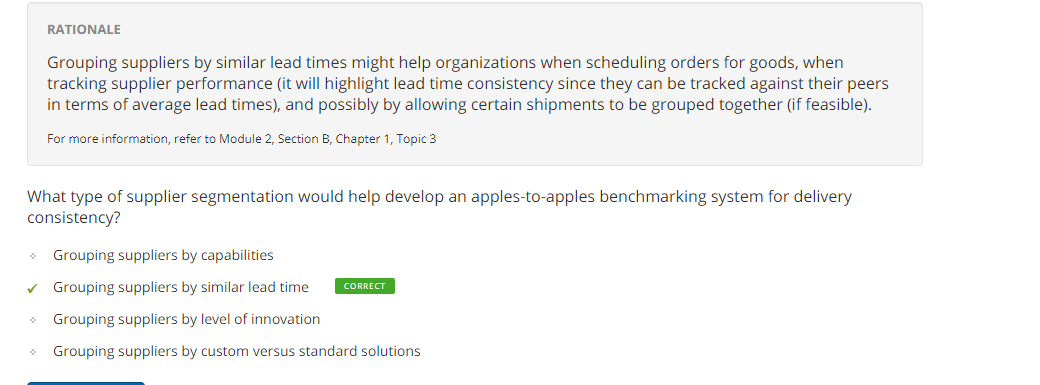 RATIONALE
Grouping suppliers by similar lead times might help organizations when scheduling orders for goods, when
tracking supplier performance (it will highlight lead time consistency since they can be tracked against their peers
in terms of average lead times), and possibly by allowing certain shipments to be grouped together (if feasible).
For more information, refer to Module 2, Section B, Chapter 1, Topic 3
What type of supplier segmentation would help develop an apples-to-apples benchmarking system for delivery
consistency?
Grouping suppliers by capabilities
Grouping suppliers by similar lead time CORRECT
Grouping suppliers by level of innovation
Grouping suppliers by custom versus standard solutions